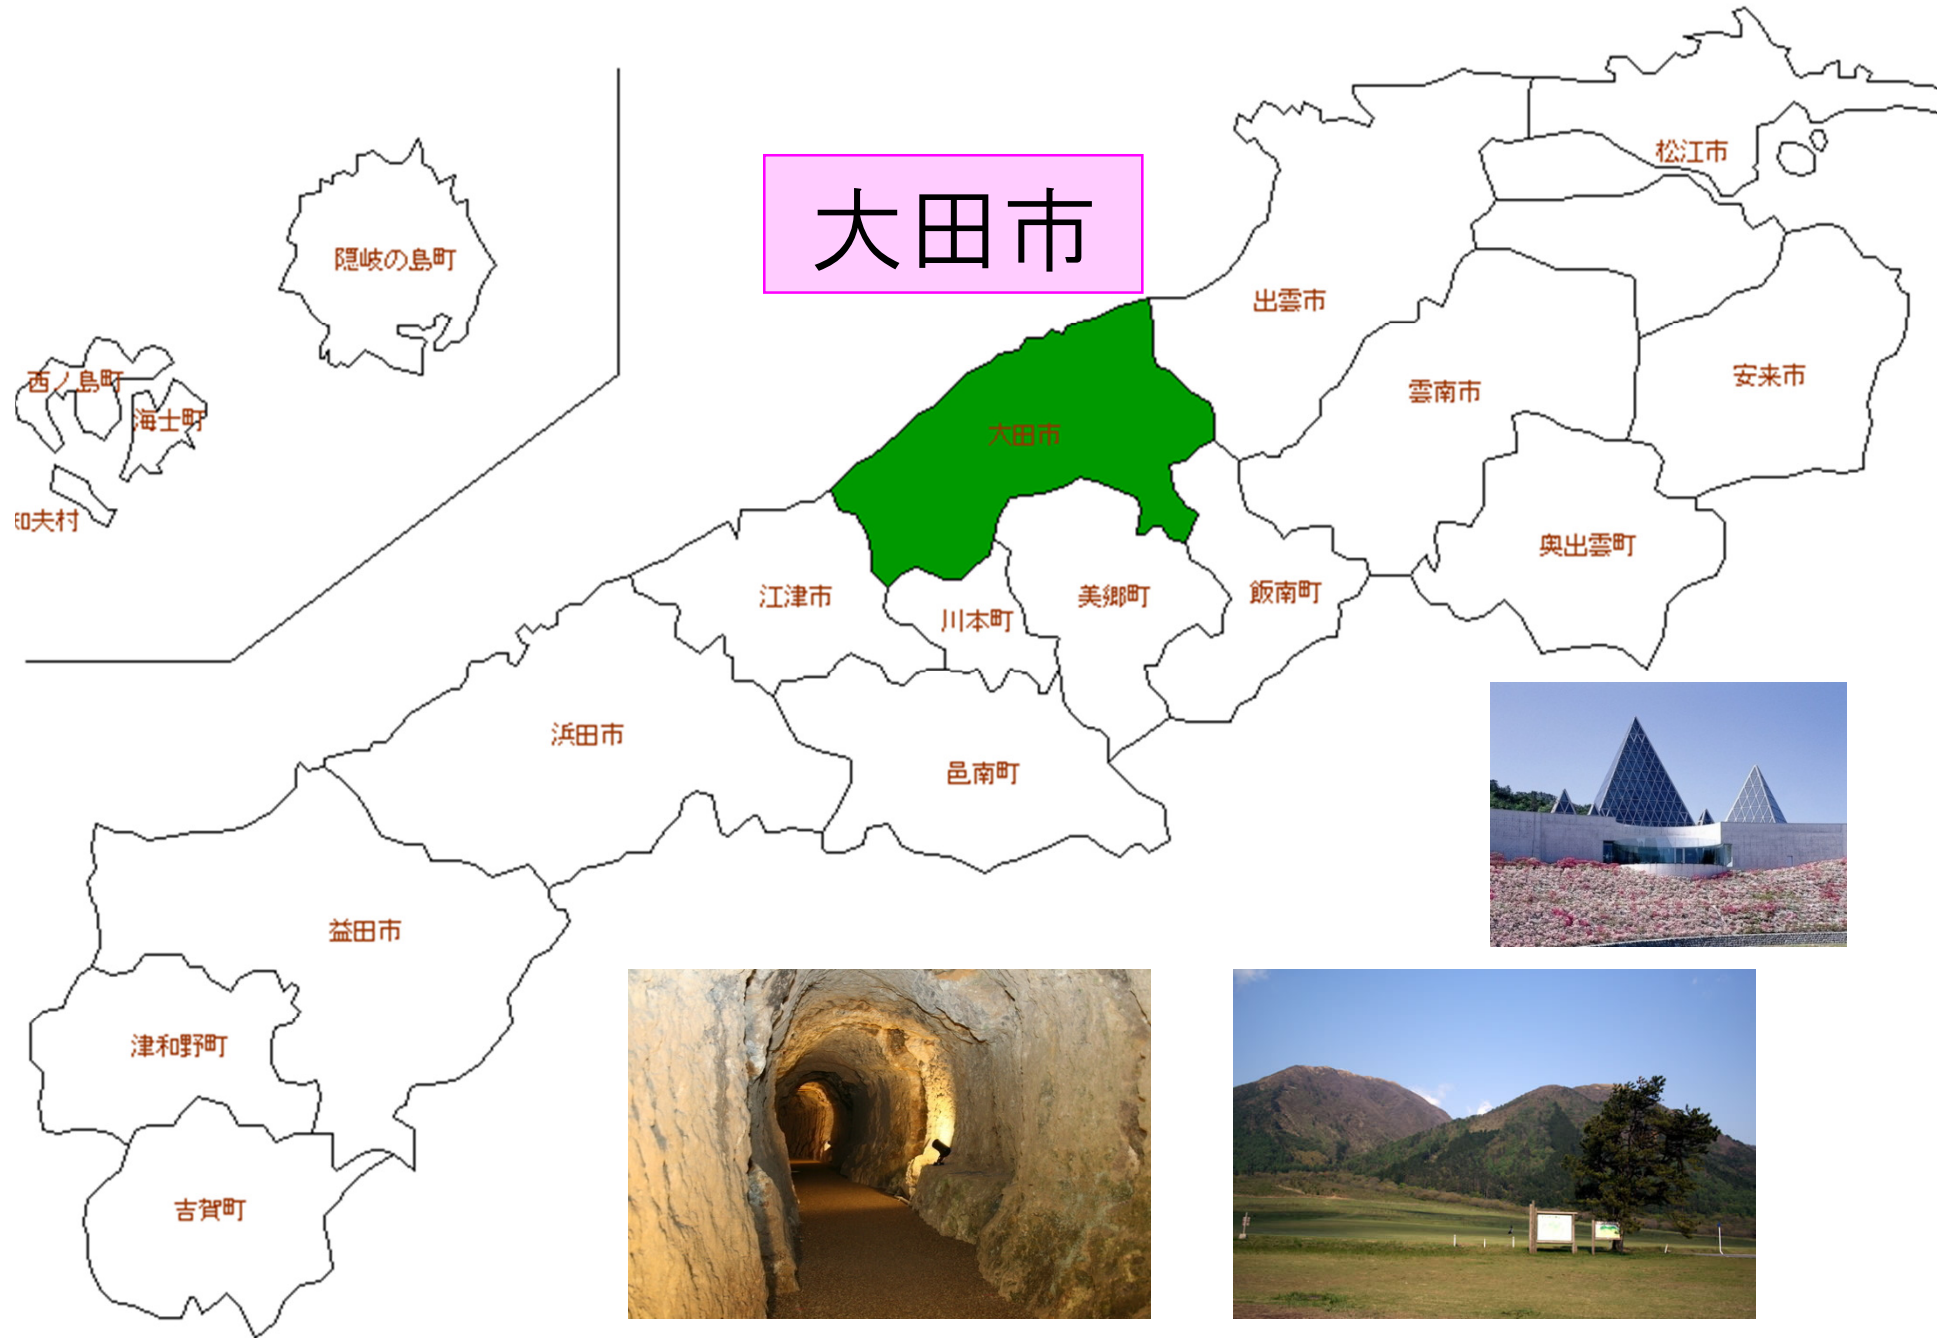 大田市
松江市
隠岐の島町
出雲市
西ノ島町
安来市
雲南市
海士町
大田市
知夫村
奥出雲町
飯南町
美郷町
江津市
川本町
浜田市
邑南町
益田市
津和野町
吉賀町